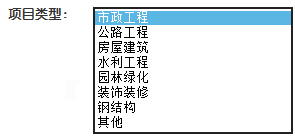 项目类型：
市政工程
公路工程
房屋建筑
水利工程
园林绿化
装饰装修
钢结构
其他